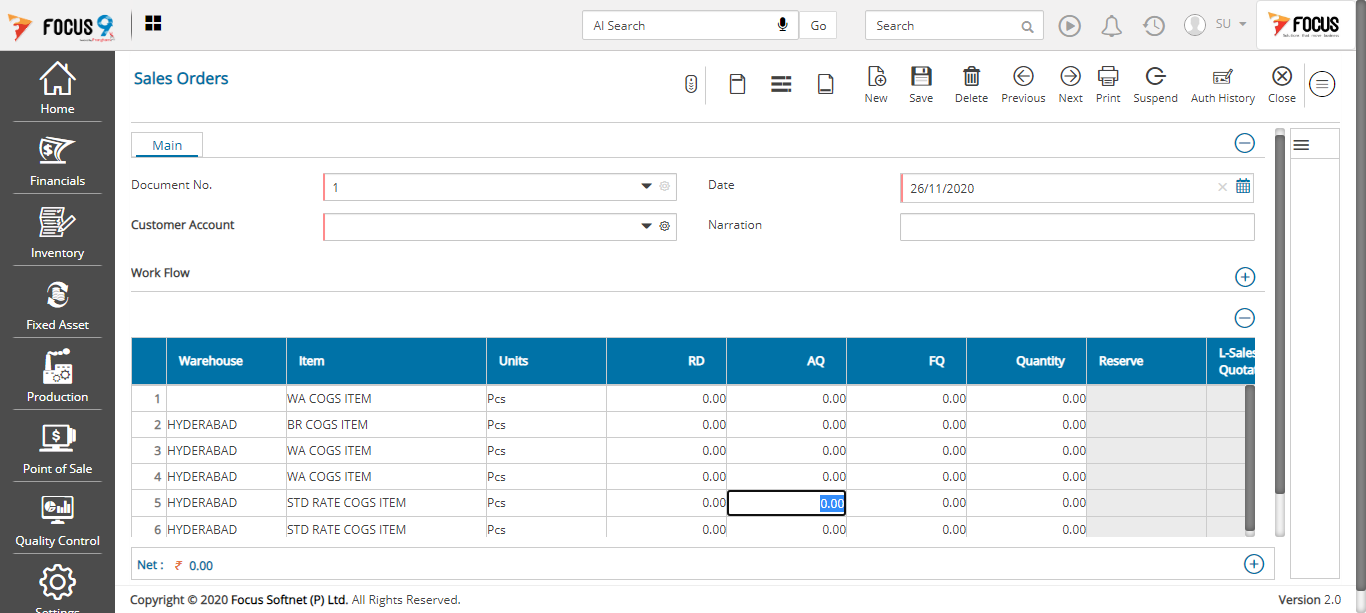 FOCUS 9
AI Search
Go
Search
SU
FOCUS
Sales Orders
New
Save
Delete
Previous
Next
Print
Suspend
Auth History
Close
Home
Financials
Inventory
Fixed Asset
Production
Point of Sale
Quality Control
Settings
Main
Document No.
1
Date
26/11/2020
Customer Account
Narration
Work Flow
Warehouse Item Units RD AQ FQ Quantity Reserve L-Sales
1 WA COGS ITEM Pcs 0.00 0.00 0.00 0.00
2 HYDERABAD BR COGS ITEM Pcs 0.00 0.00 0.00 0.00
3 HYDERABAD WA COGS ITEM Pcs 0.00 0.00 0.00 0.00
4 HYDERABAD WA COGS ITEM Pcs 0.00 0.00 0.00 0.00
5 HYDERABAD STD RATE COGS ITEM Pcs 0.00 0.00 0.00 0.00
6 HYDERABAD STD RATE COGS ITEM Pcs 0.00 0.00 0.00 0.00
Net : ₹ 0.00
Copyright © 2020 Focus Softnet (P) Ltd. All Rights Reserved.
Version 2.0